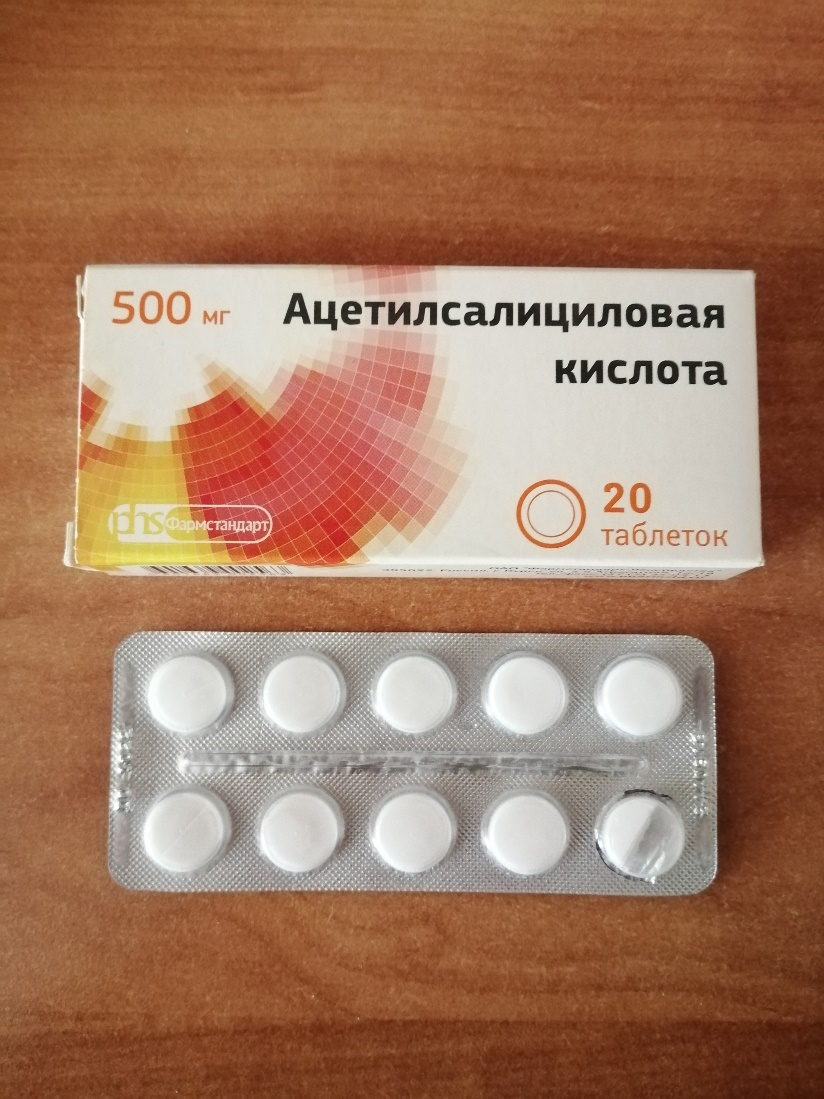 500 мг
Ацетилсалициловая
кислота
20
таблеток
phs Фармстандарт